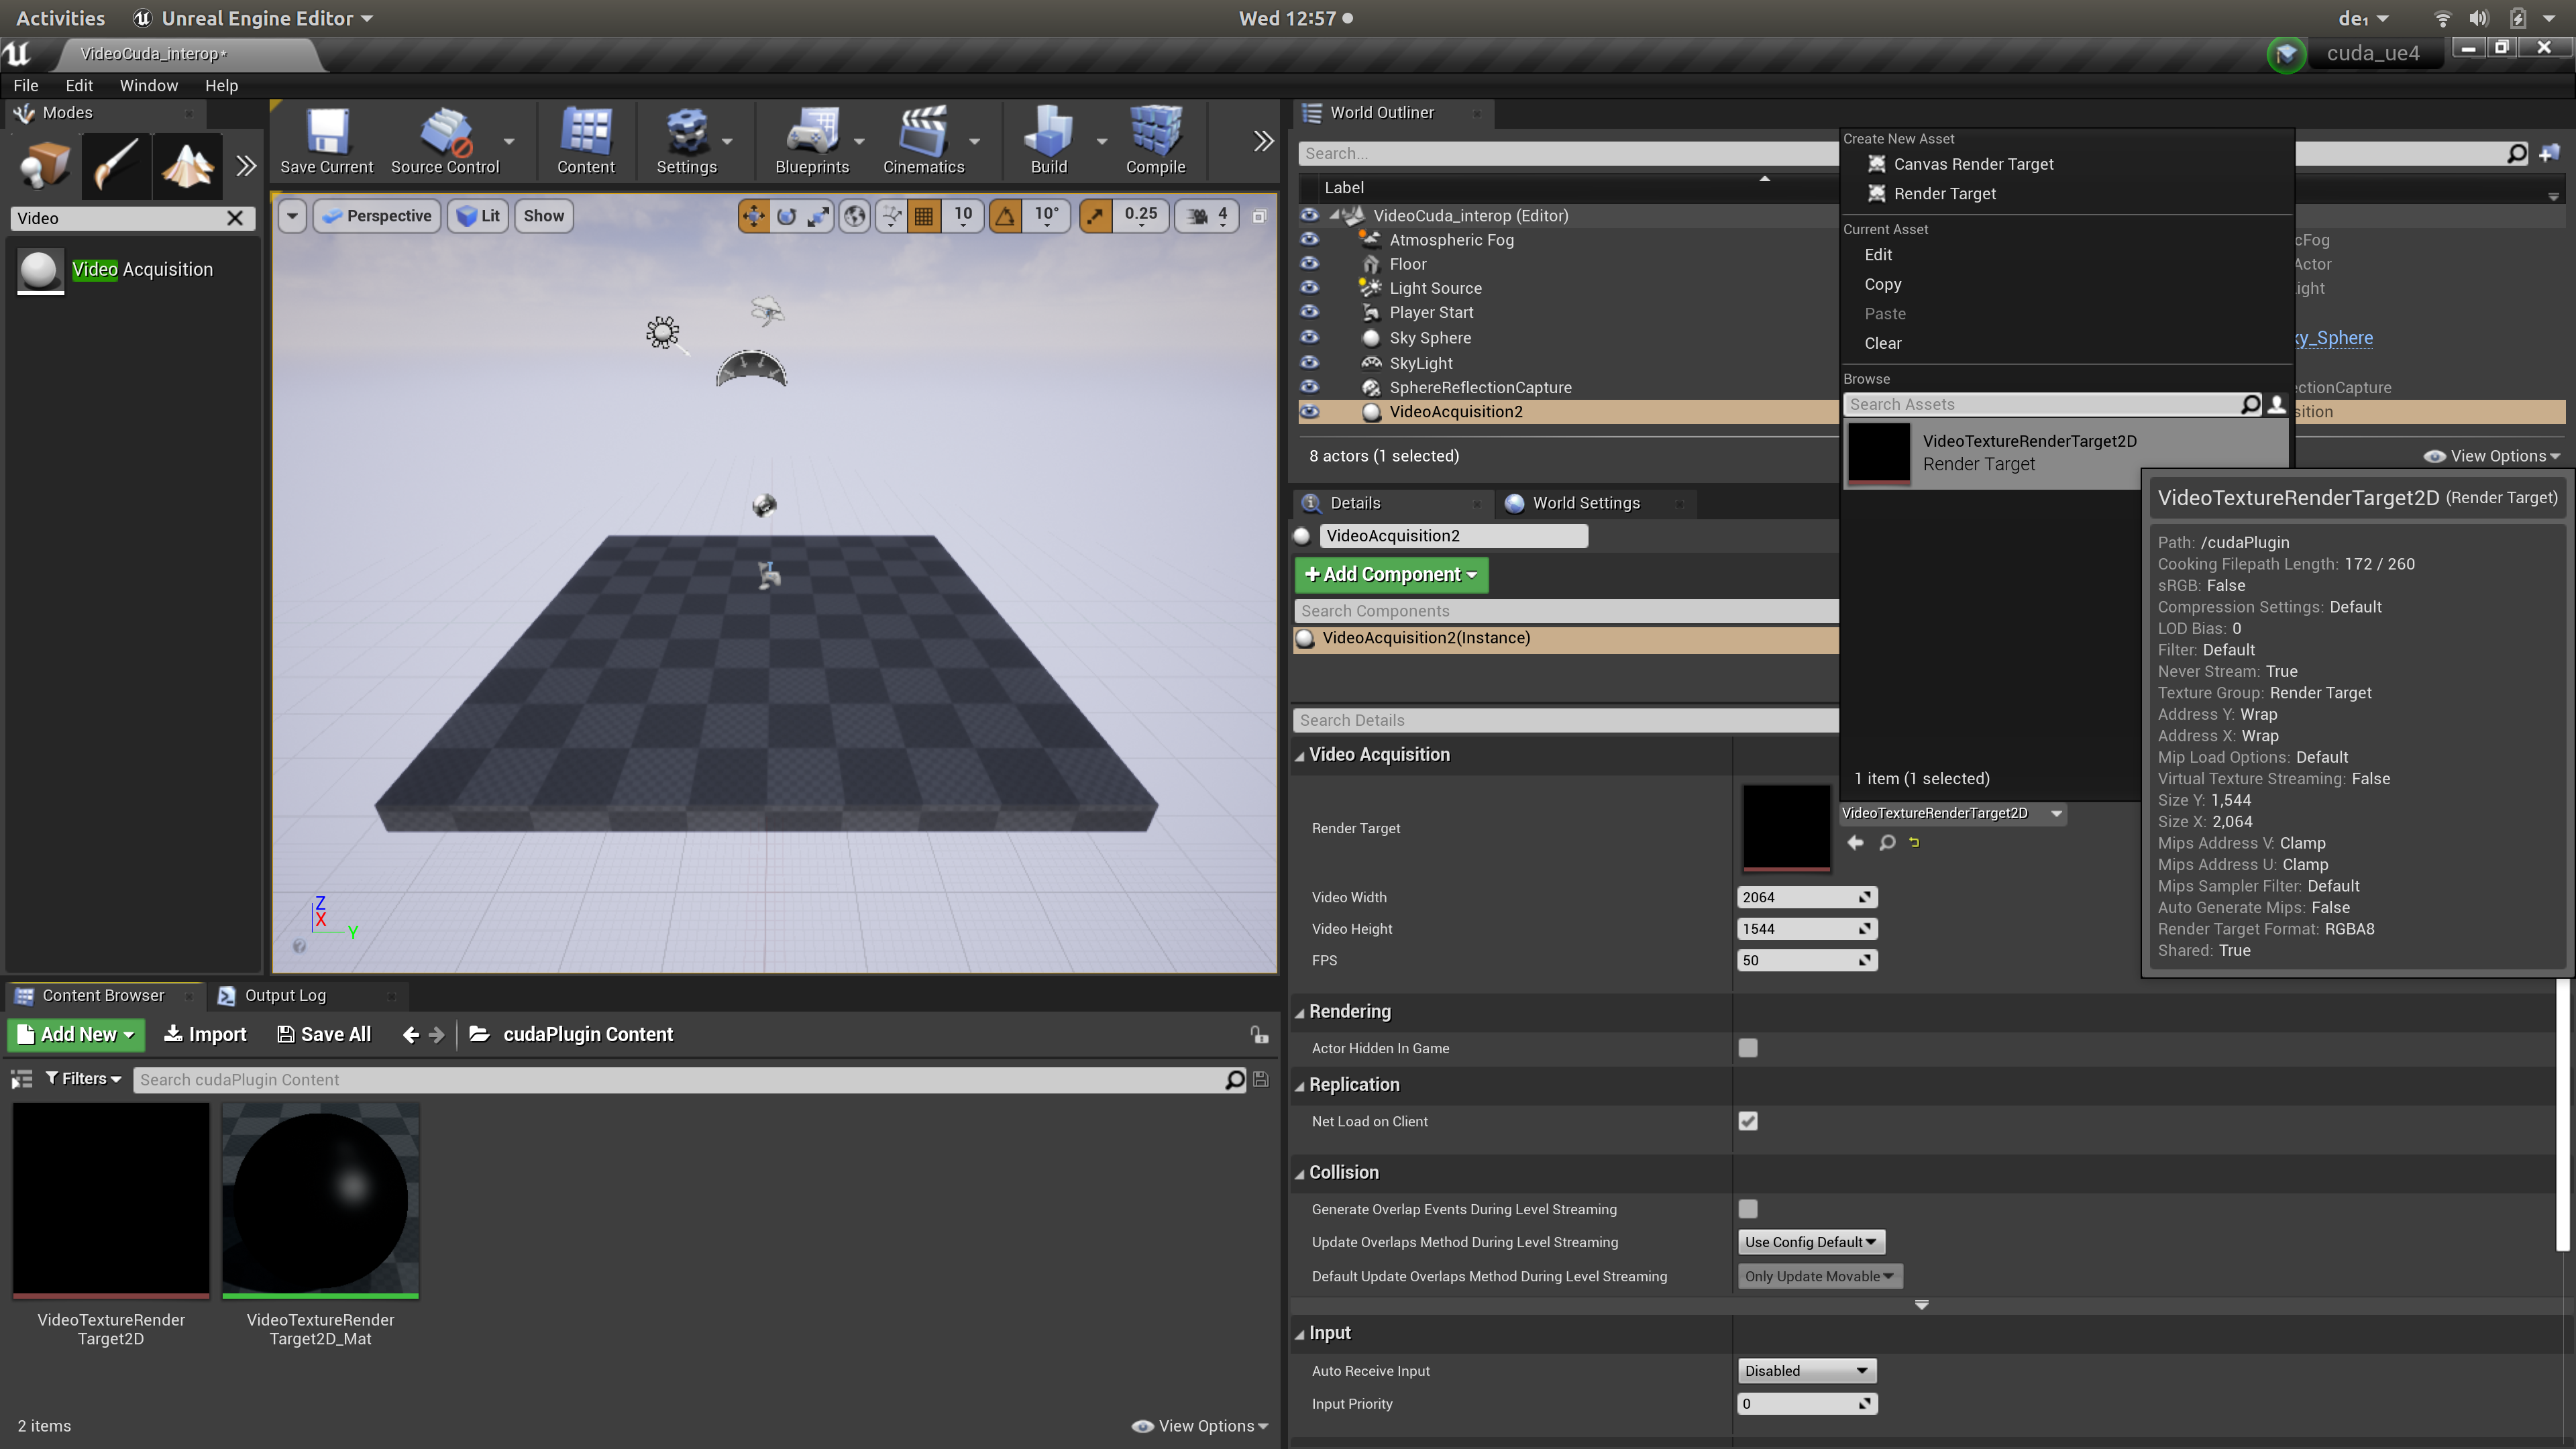 Activities
Unreal Engine Editor
Wed 12:57
de₁
VideoCuda_interop*
cuda_ue4
File Edit Window Help
Modes
Video
Video Acquisition
Save Current
Source Control
Content
Settings
Blueprints
Cinematics
Build
Compile
Perspective
Lit
Show
10
10°
0.25
4
Z
X
Y
World Outliner
Search...
Label
VideoCuda_interop (Editor)
Atmospheric Fog
cFog
Floor
Actor
Light Source
ight
Player Start
Sky Sphere
ky_Sphere
SkyLight
SphereReflectionCapture
ectionCapture
VideoAcquisition2
sition
8 actors (1 selected)
View Options
Create New Asset
Canvas Render Target
Render Target
Current Asset
Edit
Copy
Paste
Clear
Browse
Search Assets
VideoTextureRenderTarget2D
Render Target
1 item (1 selected)
VideoTextureRenderTarget2D (Render Target)
Path: /cudaPlugin
Cooking Filepath Length: 172 / 260
sRGB: False
Compression Settings: Default
LOD Bias: 0
Filter: Default
Never Stream: True
Texture Group: Render Target
Address Y: Wrap
Address X: Wrap
Mip Load Options: Default
Virtual Texture Streaming: False
Size Y: 1,544
Size X: 2,064
Mips Address V: Clamp
Mips Address U: Clamp
Mips Sampler Filter: Default
Auto Generate Mips: False
Render Target Format: RGBA8
Shared: True
Details
World Settings
VideoAcquisition2
Add Component
Search Components
VideoAcquisition2(Instance)
Search Details
Video Acquisition
Render Target
VideoTextureRenderTarget2D
Video Width 2064
Video Height 1544
FPS 50
Rendering
Actor Hidden In Game
Replication
Net Load on Client
Collision
Generate Overlap Events During Level Streaming
Update Overlaps Method During Level Streaming Use Config Default
Default Update Overlaps Method During Level Streaming Only Update Movable
Input
Auto Receive Input Disabled
Input Priority 0
Content Browser
Output Log
Add New
Import
Save All
cudaPlugin Content
Filters
Search cudaPlugin Content
VideoTextureRender
Target2D
VideoTextureRender
Target2D_Mat
2 items
View Options